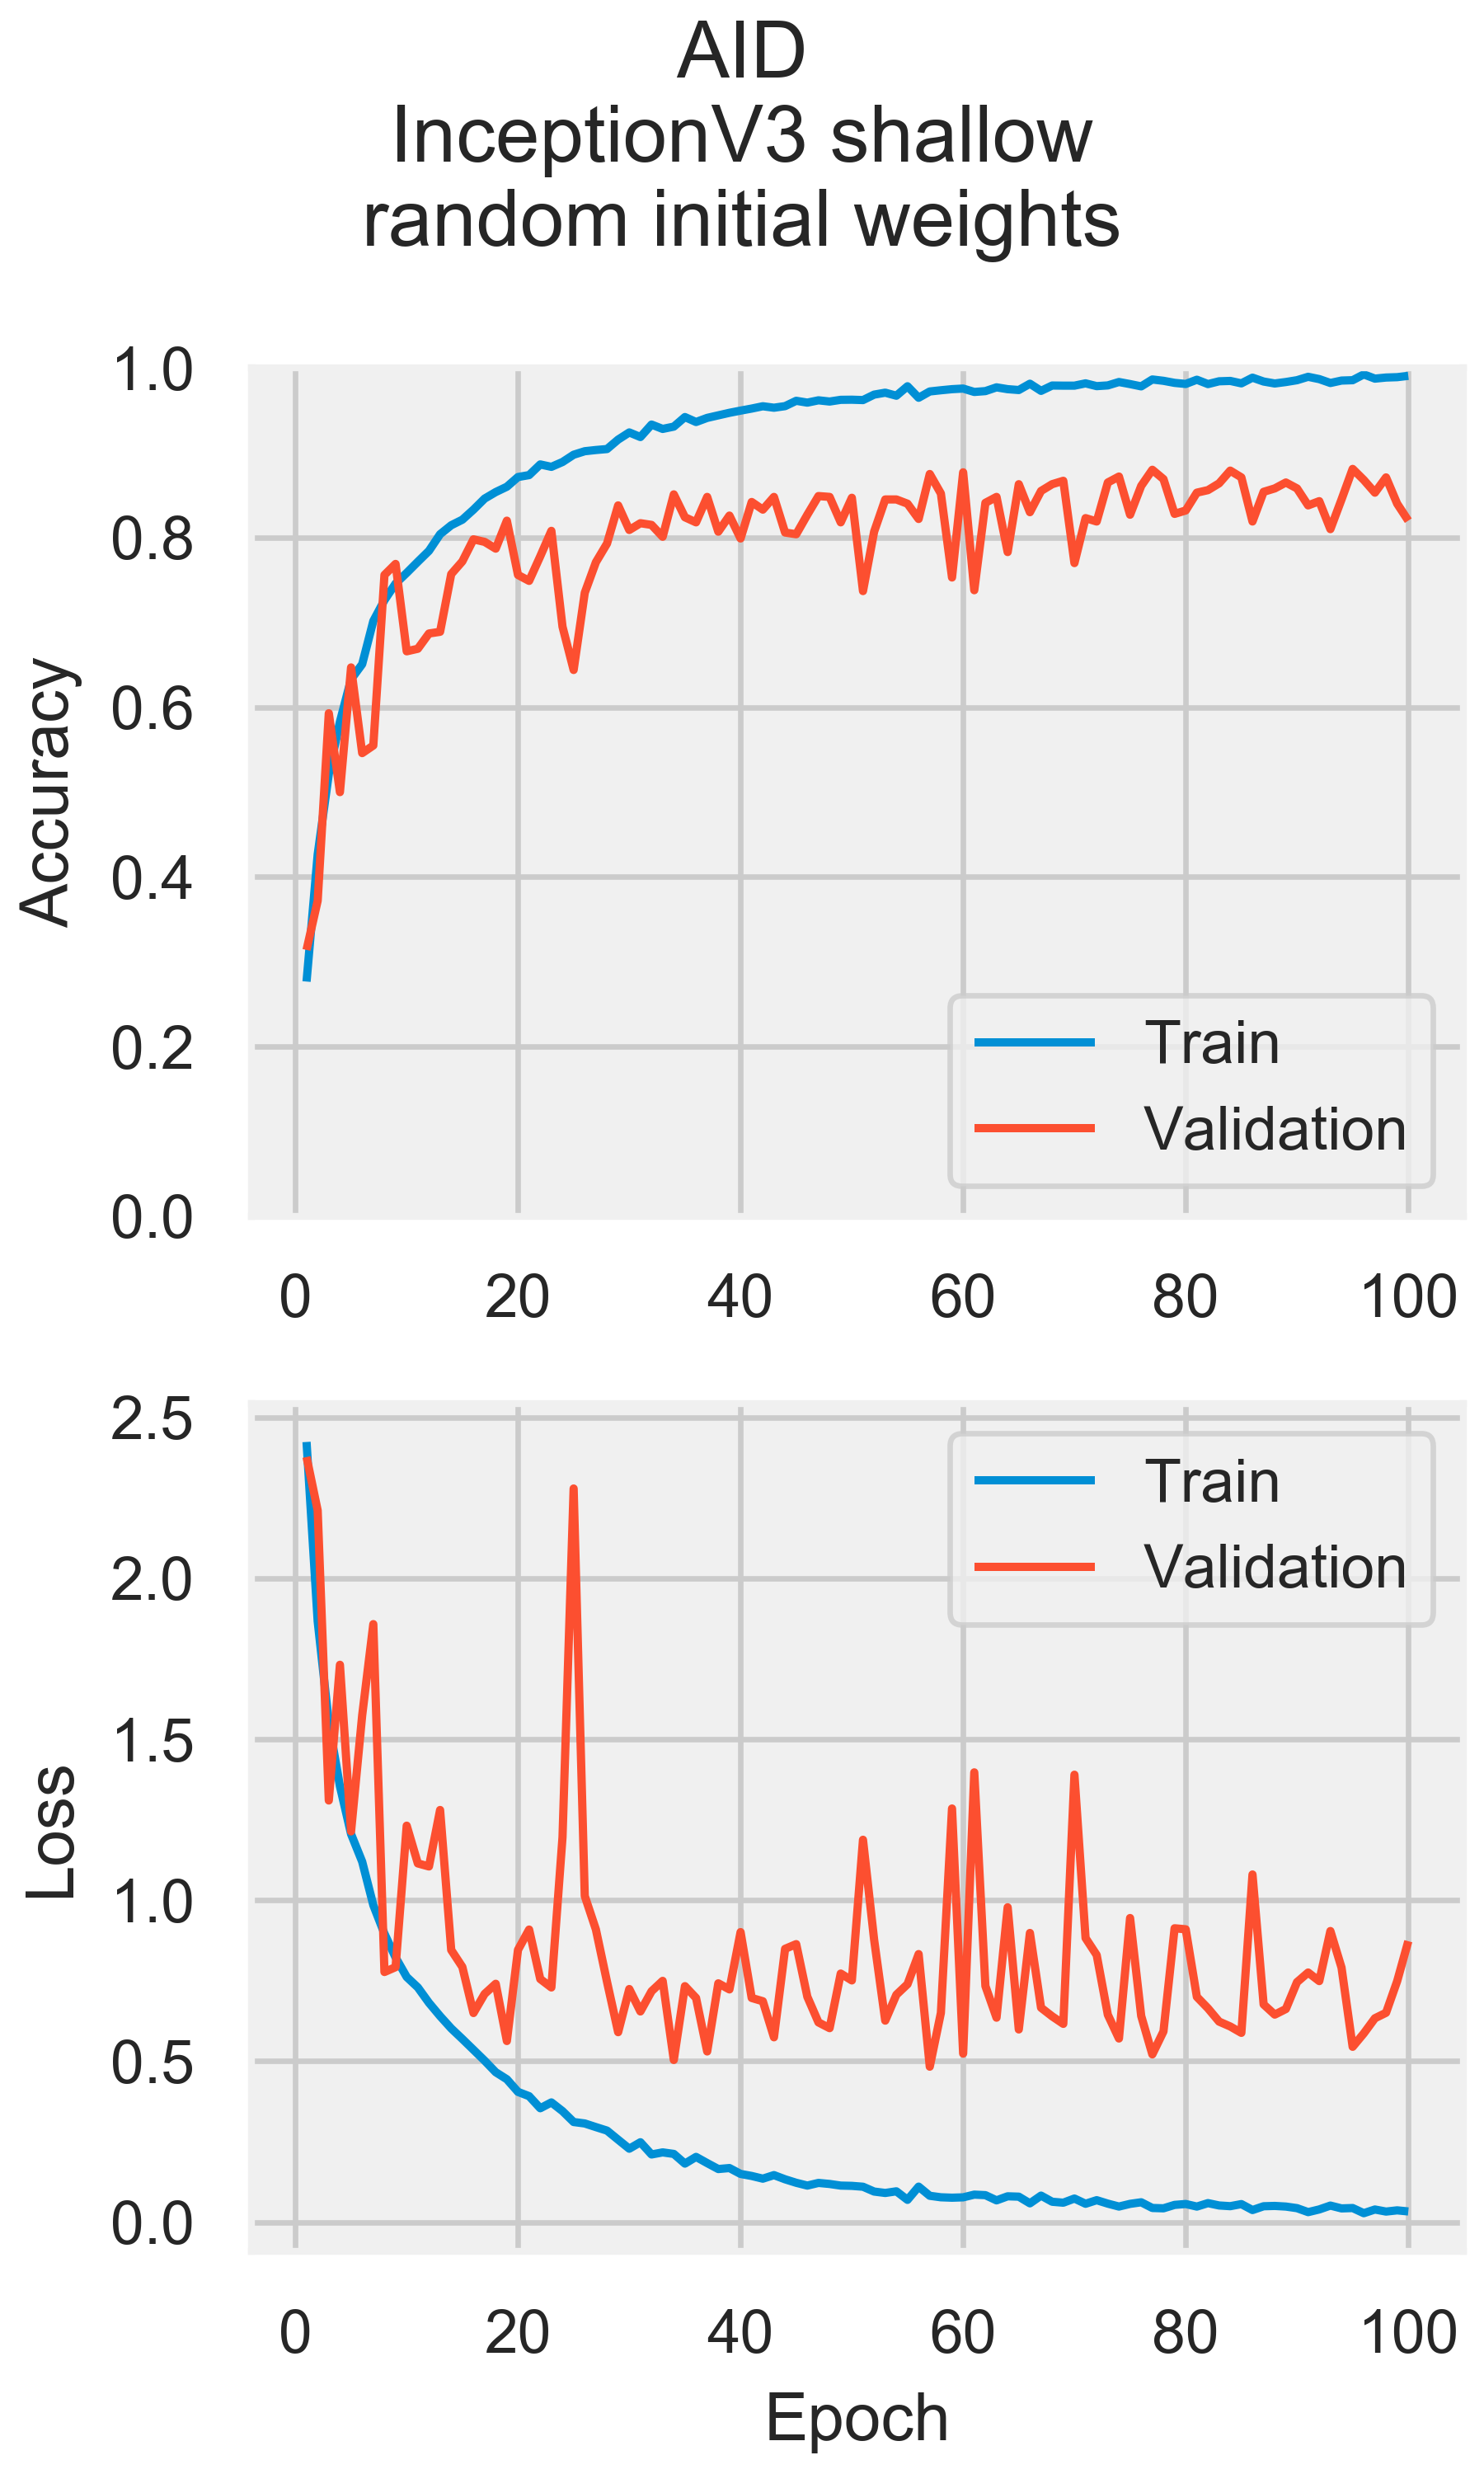 AID
InceptionV3 shallow
random initial weights
1.0
0.8
0.6
0.4
0.2
0.0
Accuracy
Train
Validation
0 20 40 60 80 100
2.5
2.0
1.5
1.0
0.5
0.0
Loss
Train
Validation
0 20 40 60 80 100
Epoch